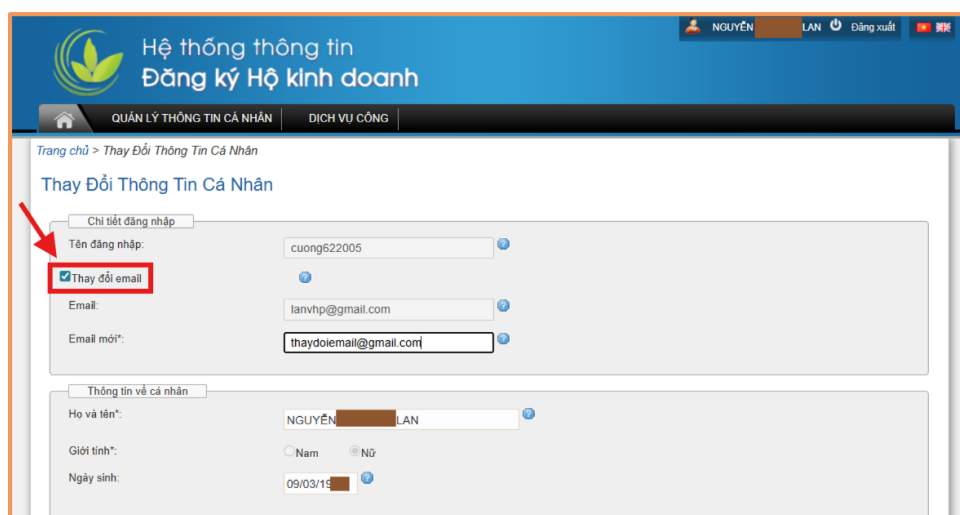 NGUYỄN LAN Đăng xuất
Hệ thống thông tin
Đăng ký Hộ kinh doanh
QUẢN LÝ THÔNG TIN CÁ NHÂN DỊCH VỤ CÔNG
Trang chủ > Thay Đổi Thông Tin Cá Nhân
Thay Đổi Thông Tin Cá Nhân
Chi tiết đăng nhập
Tên đăng nhập: cuong622005
Thay đổi email
Email: lanvhp@gmail.com
Email mới*: thaydoiemail@gmail.com
Thông tin về cá nhân
Họ và tên*: NGUYỄN LAN
Giới tính*: Nam Nữ
Ngày sinh: 09/03/19